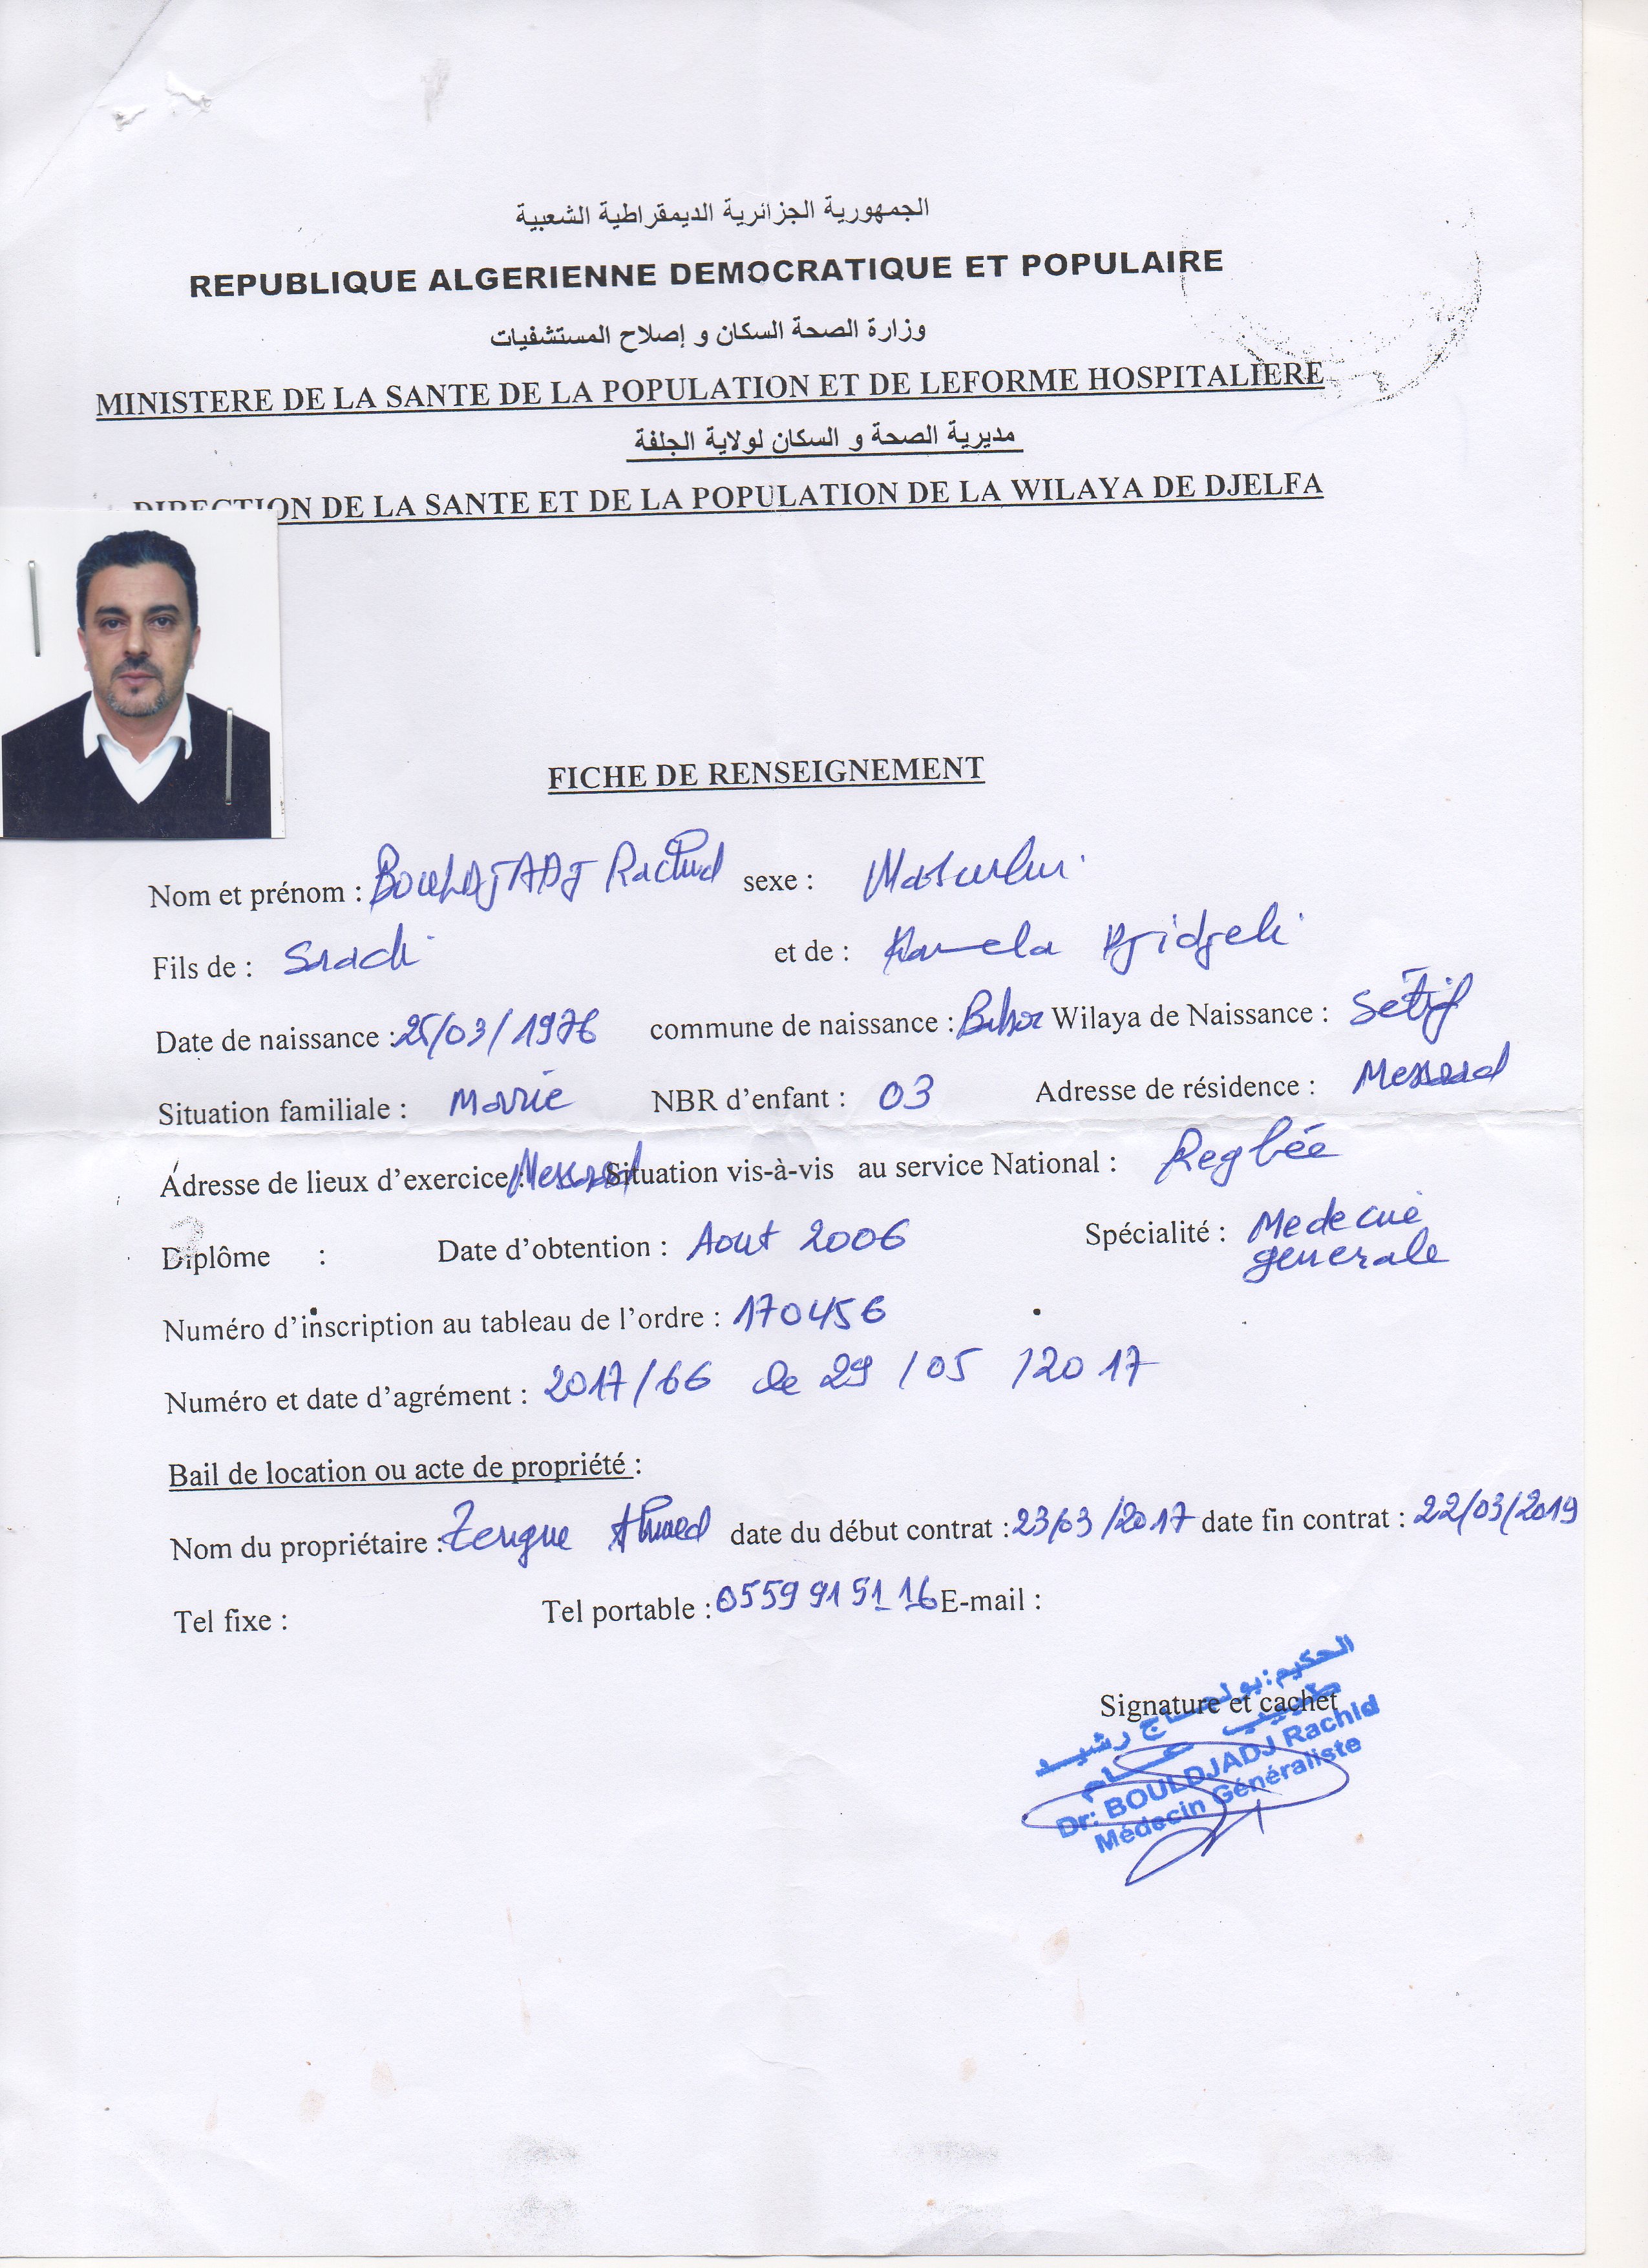 الجمهورية الجزائرية الديمقراطية الشعبية
REPUBLIQUE ALGERIENNE DEMOCRATIQUE ET POPULAIRE
وزارة الصحة السكان و إصلاح المستشفيات
MINISTERE DE LA SANTE DE LA POPULATION ET DE LEFORME HOSPITALIERE
مديرية الصحة و السكان لولاية الجلفة
DIRECTION DE LA SANTE ET DE LA POPULATION DE LA WILAYA DE DJELFA
FICHE DE RENSEIGNEMENT
Nom et prénom : BOULDJADJ Rachid sexe : Masculin
Fils de : et de : Djidjeli
Date de naissance : 25/03/1976 commune de naissance : Wilaya de Naissance : Sétif
Situation familiale : Marié NBR d’enfant : 03 Adresse de résidence : Messaad
Adresse de lieux d’exercice : Messaad Situation vis-à-vis au service National :
Diplôme : Date d’obtention : Aout 2006 Spécialité : Medecine
generale
Numéro d’inscription au tableau de l’ordre : 170456
Numéro et date d’agrément : 2017/66 de 29/05/2017
Bail de location ou acte de propriété :
Nom du propriétaire : Ahmed date du début contrat : 23/03/2017 date fin contrat : 22/03/2019
Tel fixe : Tel portable : 0559 91 51 16 E-mail :
Signature et cachet
الحكيم: بولجاج رشيد
طبيب عام
Dr: BOULDJADJ Rachid
Médecin Généraliste